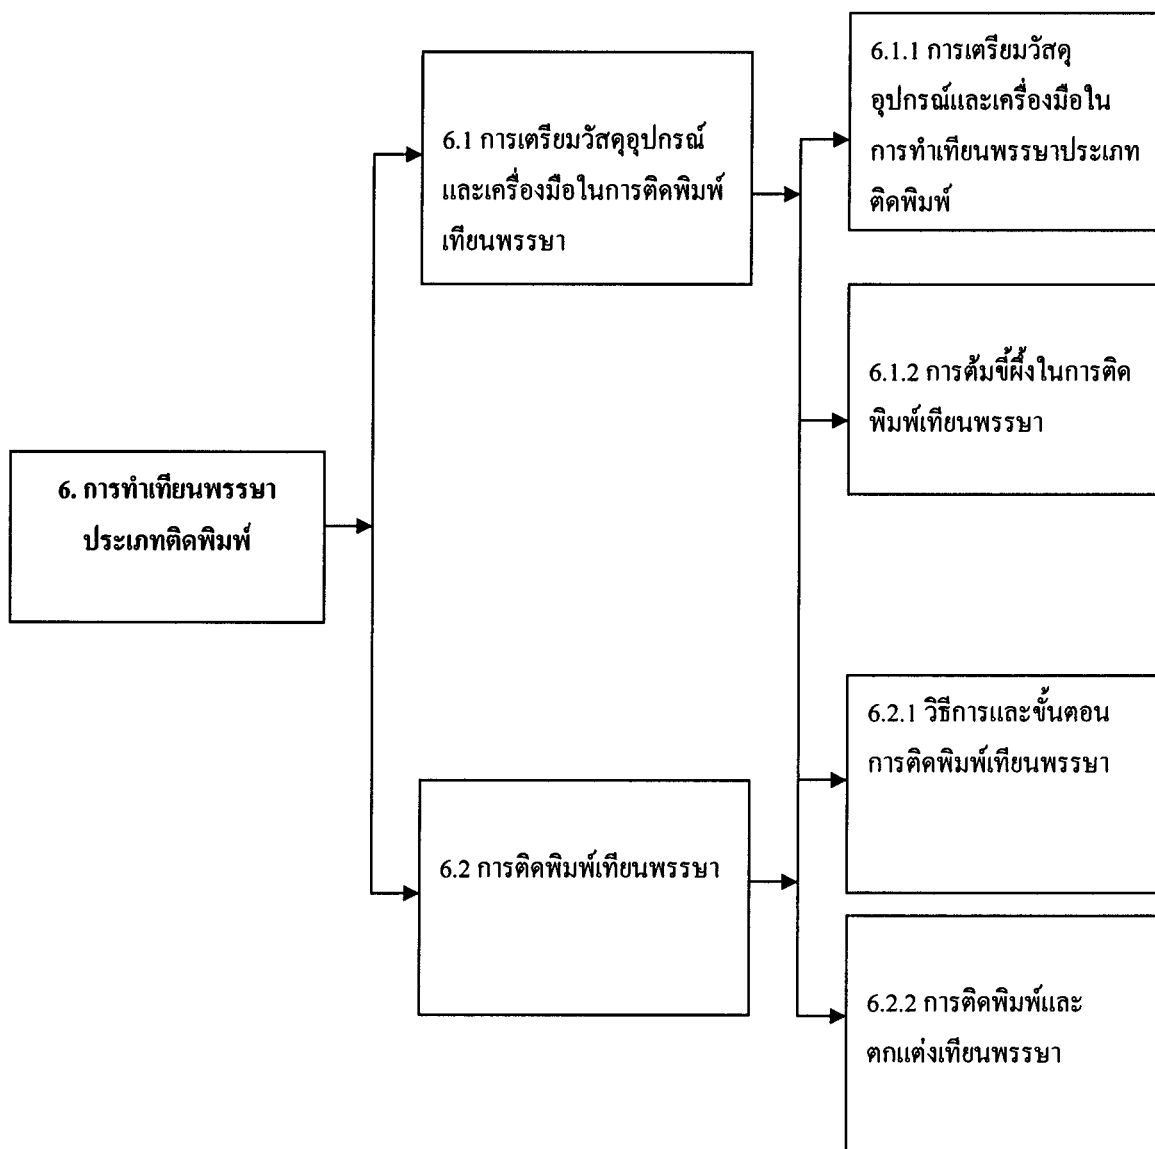 6. การทำเทียนพรรษา
ประเภทติดพิมพ์
6.1 การเตรียมวัสดุอุปกรณ์
และเครื่องมือในการติดพิมพ์
เทียนพรรษา
6.1.1 การเตรียมวัสดุ
อุปกรณ์และเครื่องมือใน
การทำเทียนพรรษาประเภท
ติดพิมพ์
6.1.2 การต้มขี้ผึ้งในการติด
พิมพ์เทียนพรรษา
6.2 การติดพิมพ์เทียนพรรษา
6.2.1 วิธีการและขั้นตอน
การติดพิมพ์เทียนพรรษา
6.2.2 การติดพิมพ์และ
ตกแต่งเทียนพรรษา